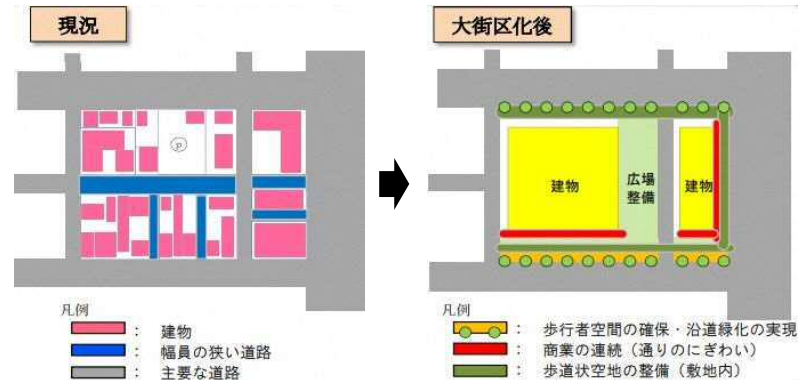 現況
P
凡例
： 建物
： 幅員の狭い道路
： 主要な道路
大街区化後
建物
広場
整備
建物
凡例
： 歩行者空間の確保・沿道緑化の実現
： 商業の連続（通りのにぎわい）
： 歩道状空地の整備（敷地内）